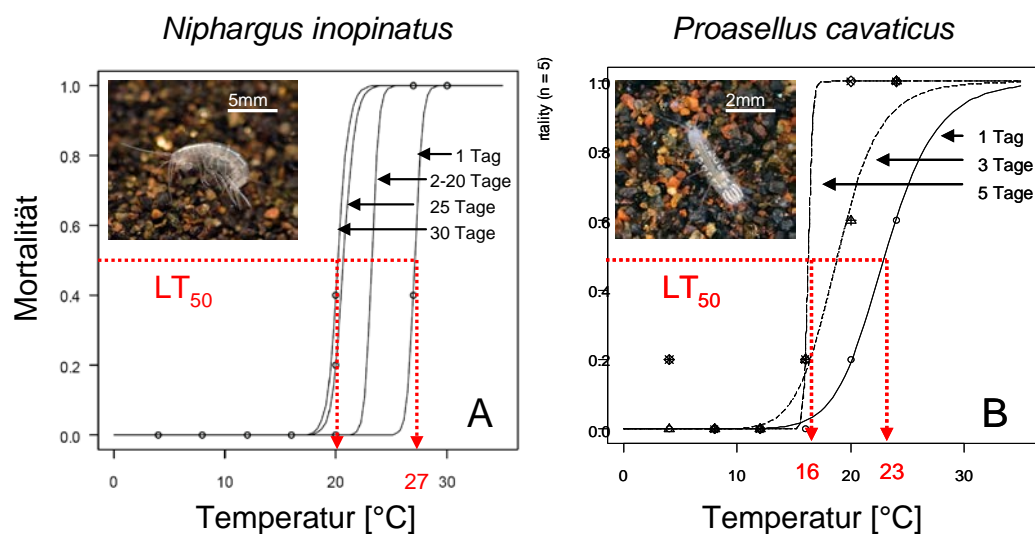 Niphargus inopinatus
Proasellus cavaticus
Mortalität
1.0
0.8
0.6
0.4
0.2
0.0
5mm
1 Tag
2-20 Tage
25 Tage
30 Tage
LT50
A
0
10
20
27
30
Temperatur [°C]
rtality (n = 5)
1.0
0.8
0.6
0.4
0.2
0.0
2mm
1 Tag
3 Tage
5 Tage
LT50
B
0
10
16
20
23
30
Temperatur [°C]